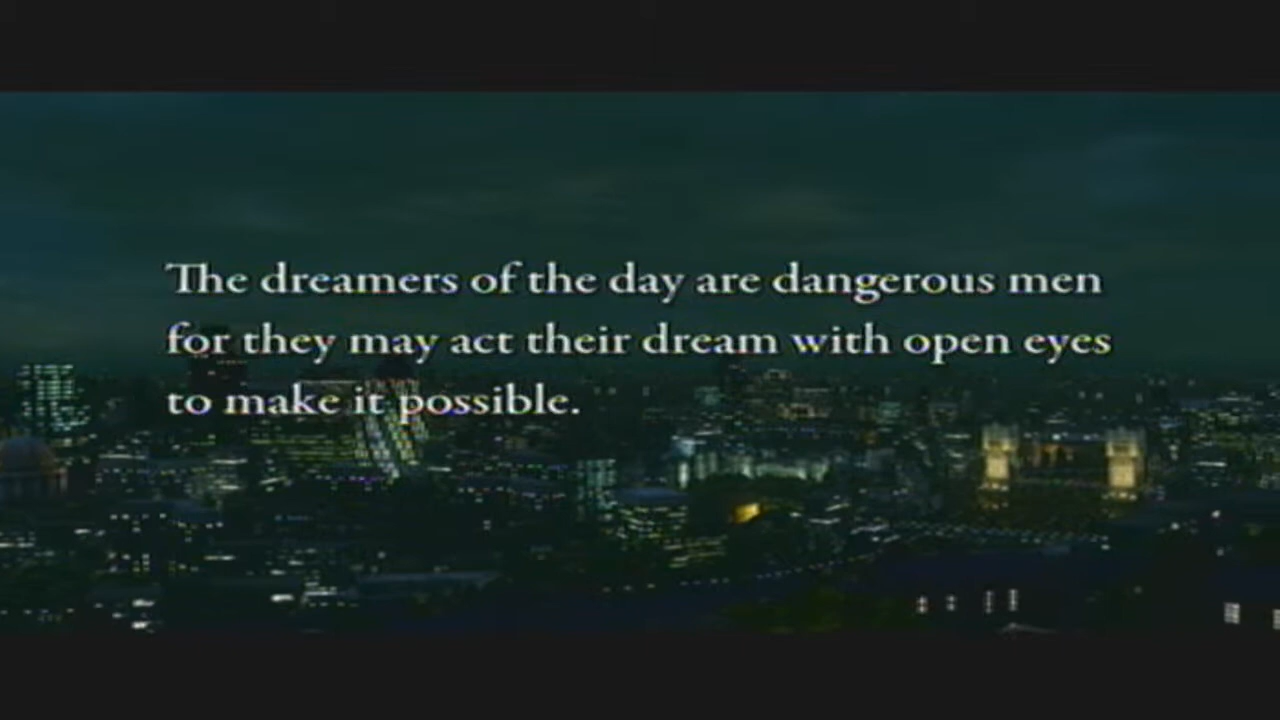 The dreamers of the day are dangerous men
for they may act their dream with open eyes
to make it possible.